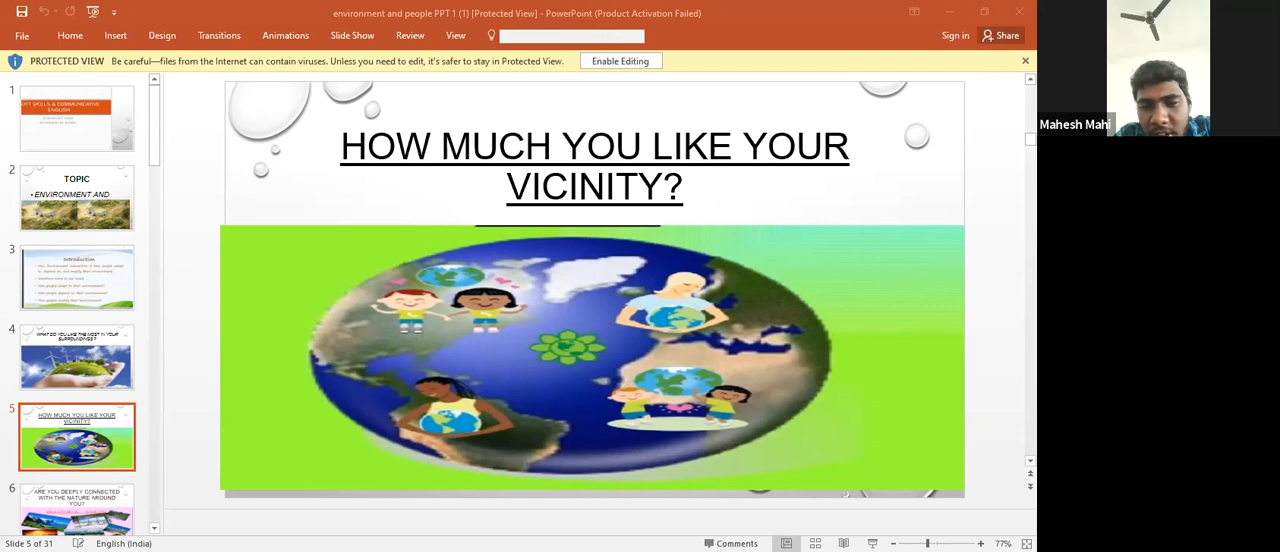 environment and people PPT 1 (1) [Protected View] - PowerPoint (Product Activation Failed)
File Home Insert Design Transitions Animations Slide Show Review View Sign in Share
PROTECTED VIEW Be careful—files from the Internet can contain viruses. Unless you need to edit, it's safer to stay in Protected View. Enable Editing
Mahesh Mahi
1
SKILLS & COMMUNICATIVE
ENGLISH
2
TOPIC
• ENVIRONMENT AND
3
Introduction
4
WHAT DO YOU LIKE THE MOST IN YOUR
SURROUNDINGS?
5
HOW MUCH YOU LIKE YOUR
VICINITY?
6
ARE YOU DEEPLY CONNECTED
WITH THE NATURE AROUND
YOU?
HOW MUCH YOU LIKE YOUR
VICINITY?
Slide 5 of 31 English (India) Comments 77%